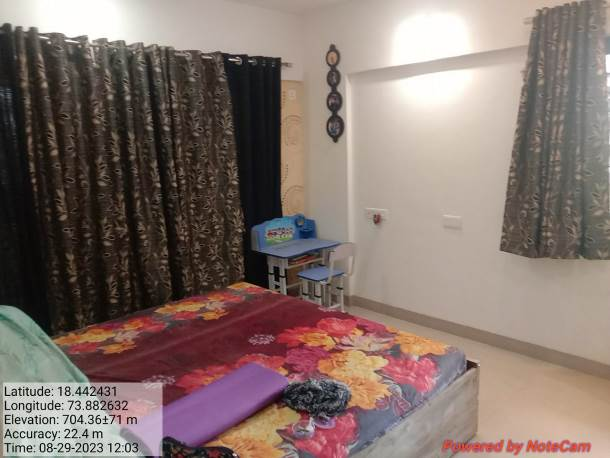 Latitude: 18.442431
Longitude: 73.882632
Elevation: 704.36±71 m
Accuracy: 22.4 m
Time: 08-29-2023 12:03
Powered by NoteCam